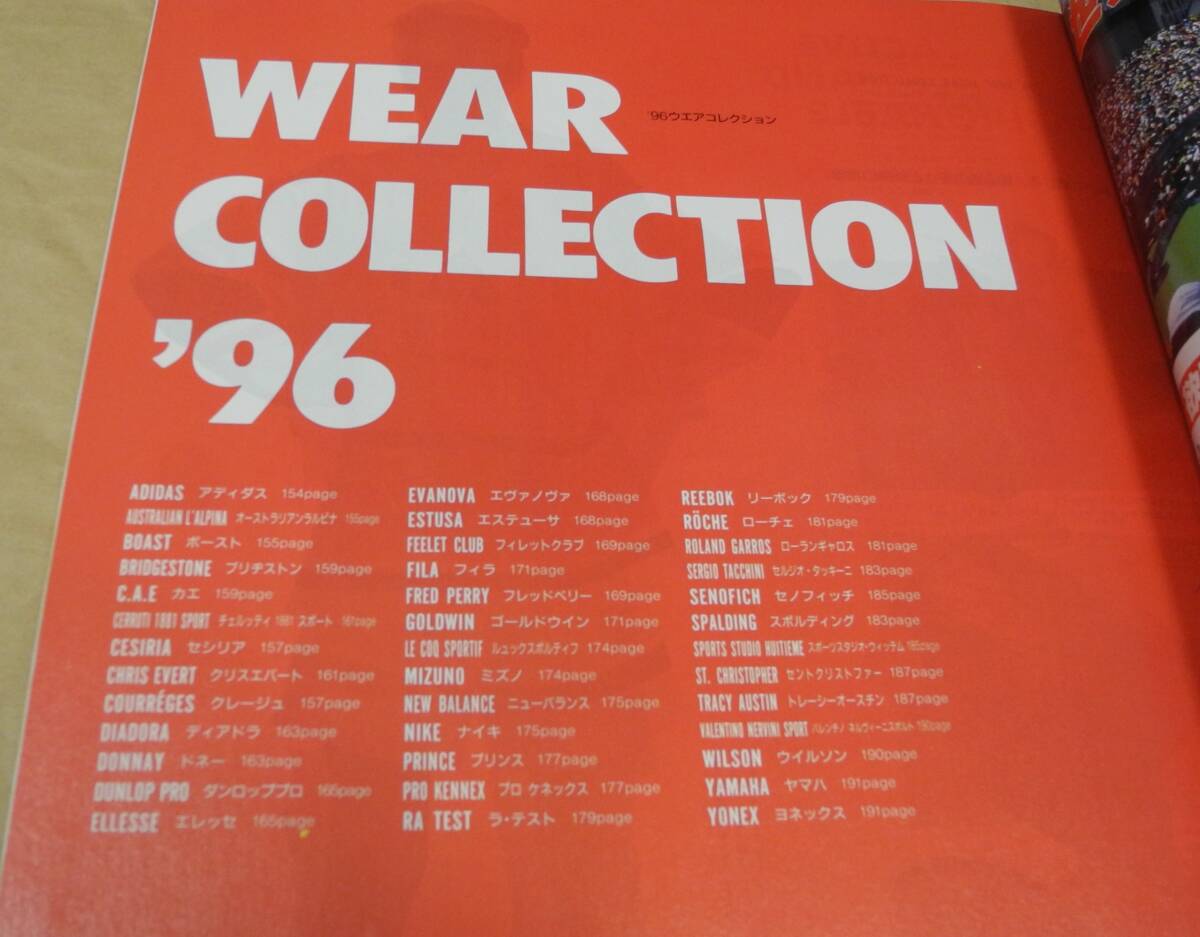 WEAR
'96ウエアコレクション
COLLECTION
'96
ADIDAS アディダス 154page
AUSTRALIAN L'ALPINA オーストラリアンラルピナ 155page
BOAST ボースト 155page
BRIDGESTONE ブリヂストン 159page
C.A.E カエ 159page
CERRUTI 1881 SPORT チェルッティ 1881 スポート 161page
CESIRIA セシリア 157page
CHRIS EVERT クリスエバート 161page
COURRÉGES クレージュ 157page
DIADORA ディアドラ 163page
DONNAY ドネー 163page
DUNLOP PRO ダンロッププロ 165page
ELLESSE エレッセ 165page
EVANOVA エヴァノヴァ 168page
ESTUSA エステューサ 168page
FEELET CLUB フィレットクラブ 169page
FILA フィラ 171page
FRED PERRY フレッドペリー 169page
GOLDWIN ゴールドウイン 171page
LE COQ SPORTIF ルコックスポルティフ 174page
MIZUNO ミズノ 174page
NEW BALANCE ニューバランス 175page
NIKE ナイキ 175page
PRINCE プリンス 177page
PRO KENNEX プロ ケネックス 177page
RA TEST ラ・テスト 179page
REEBOK リーボック 179page
RÖCHE ローチェ 181page
ROLAND GARROS ローランギャロス 181page
SERGIO TACCHINI セルジオ・タッキーニ 183page
SENOFICH セノフィッチ 185page
SPALDING スポルディング 183page
SPORTS STUDIO HUITIEME スポーツスタジオ・ウィッテム 185page
ST. CHRISTOPHER セントクリストファー 187page
TRACY AUSTIN トレーシーオースチン 187page
VALENTINO NERVINI SPORT バレンチノ ネルヴィーニスポルト 190page
WILSON ウイルソン 190page
YAMAHA ヤマハ 191page
YONEX ヨネックス 191page